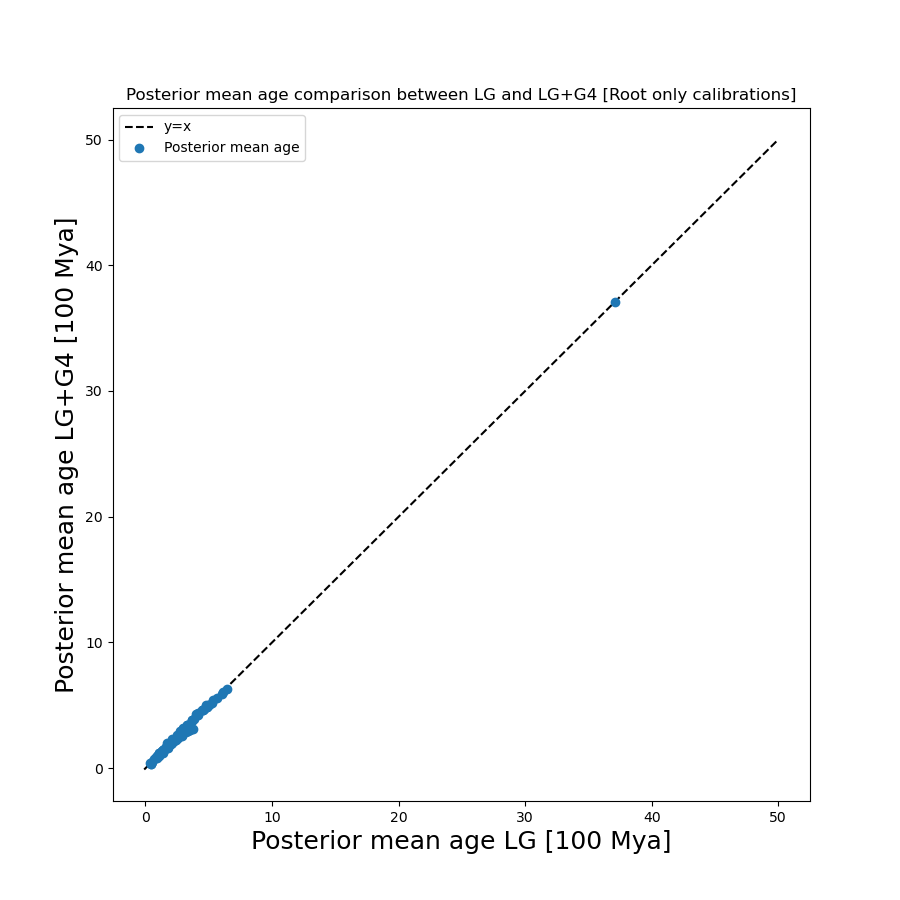 Posterior mean age comparison between LG and LG+G4 [Root only calibrations]
y=x
Posterior mean age
Posterior mean age LG+G4 [100 Mya]
50
40
30
20
10
0
0 10 20 30 40 50
Posterior mean age LG [100 Mya]